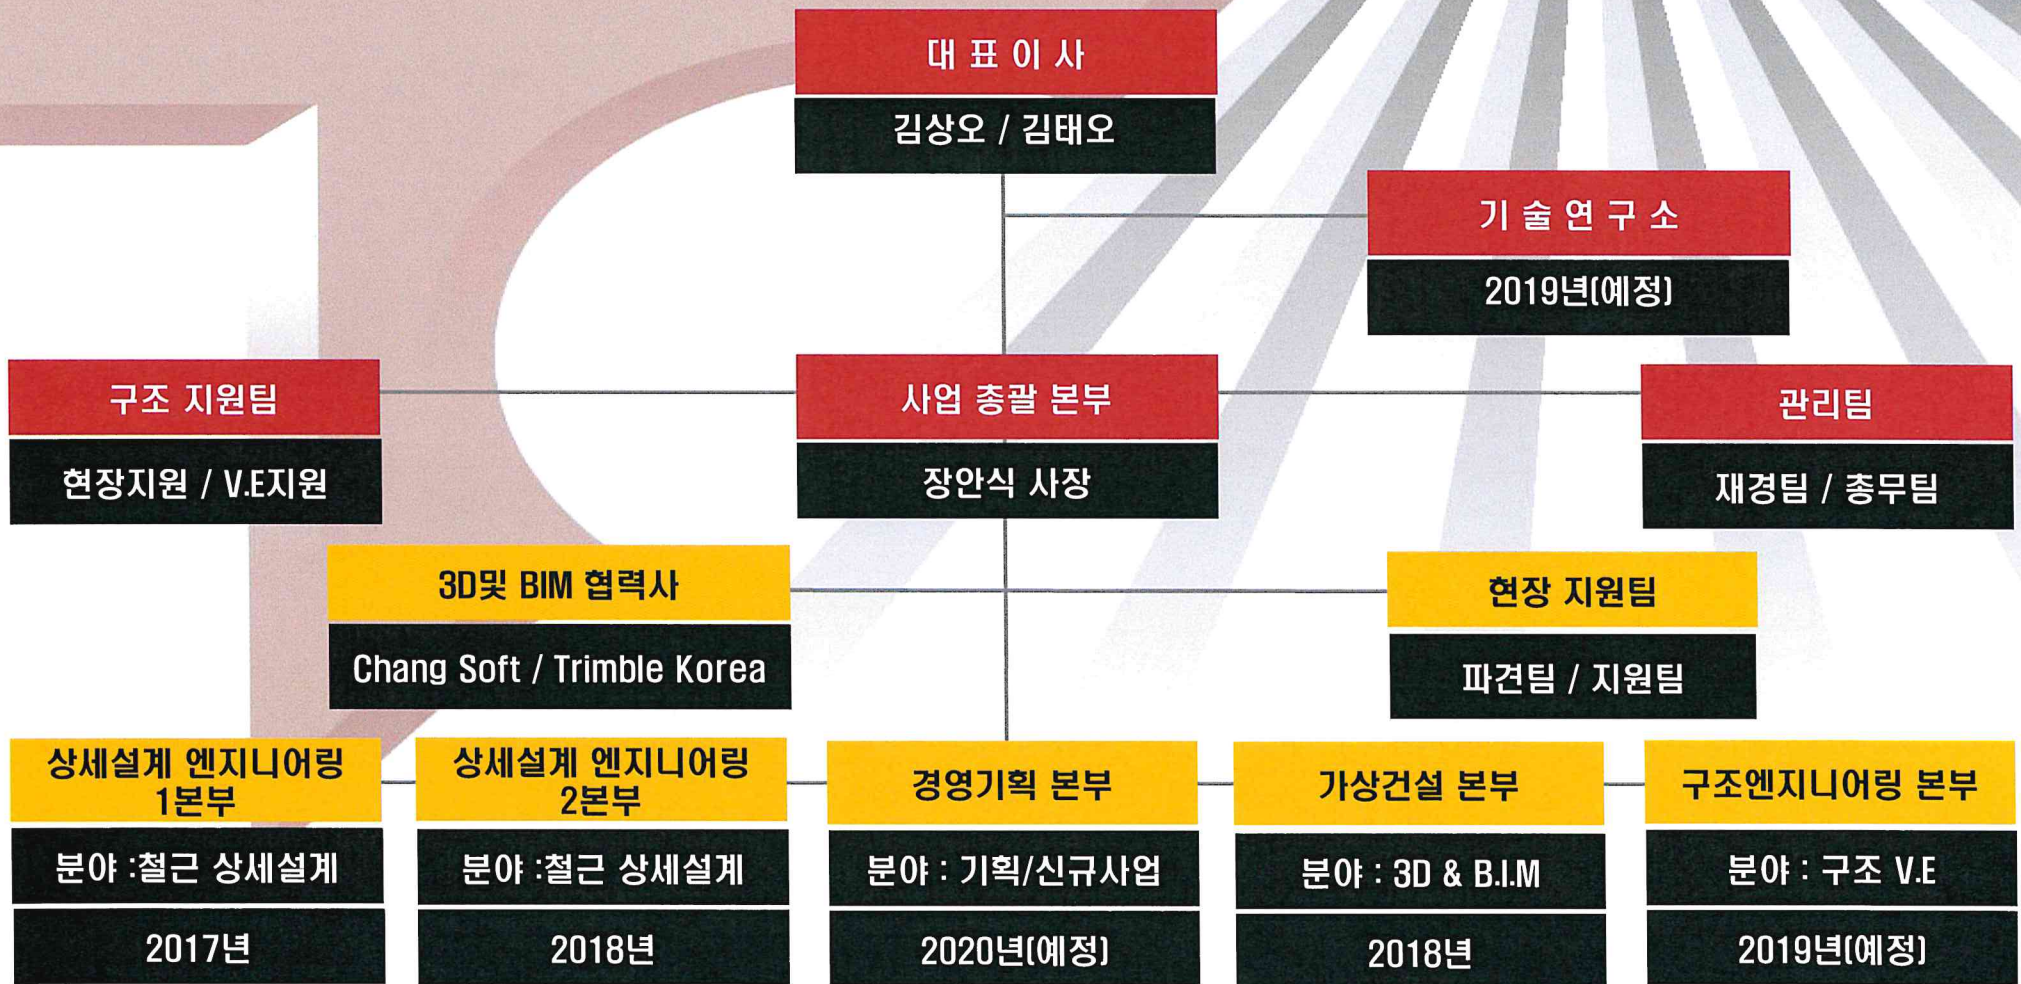 대 표 이 사
김상오 / 김태오
기 술 연 구 소
2019년(예정)
구조 지원팀
현장지원 / V.E지원
사업 총괄 본부
장안식 사장
관리팀
재경팀 / 총무팀
3D및 BIM 협력사
Chang Soft / Trimble Korea
현장 지원팀
파견팀 / 지원팀
상세설계 엔지니어링
1본부
분야 :철근 상세설계
2017년
상세설계 엔지니어링
2본부
분야 :철근 상세설계
2018년
경영기획 본부
분야 : 기획/신규사업
2020년(예정)
가상건설 본부
분야 : 3D & B.I.M
2018년
구조엔지니어링 본부
분야 : 구조 V.E
2019년(예정)